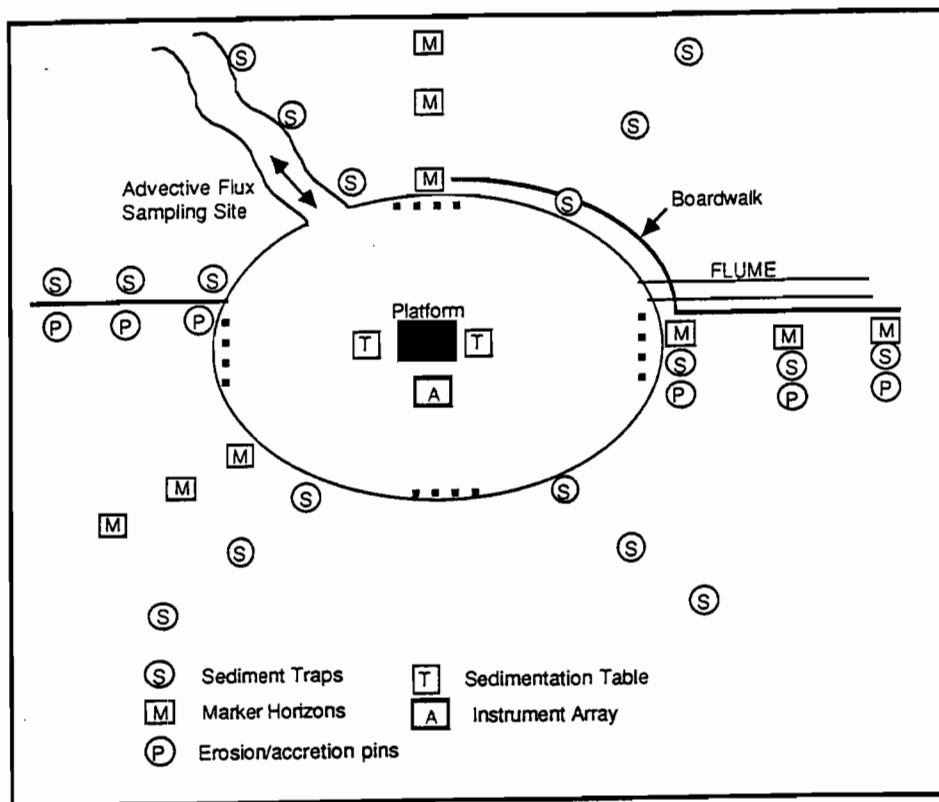 S
M
S
M
S
S
S
M
S
Advective Flux
Sampling Site
Boardwalk
S S S
FLUME
P P P
Platform
T T
M M M
S S S
A
P P P
M
M
S
S
M
S
S
S
S
S Sediment Traps
T Sedimentation Table
M Marker Horizons
A Instrument Array
P Erosion/accretion pins